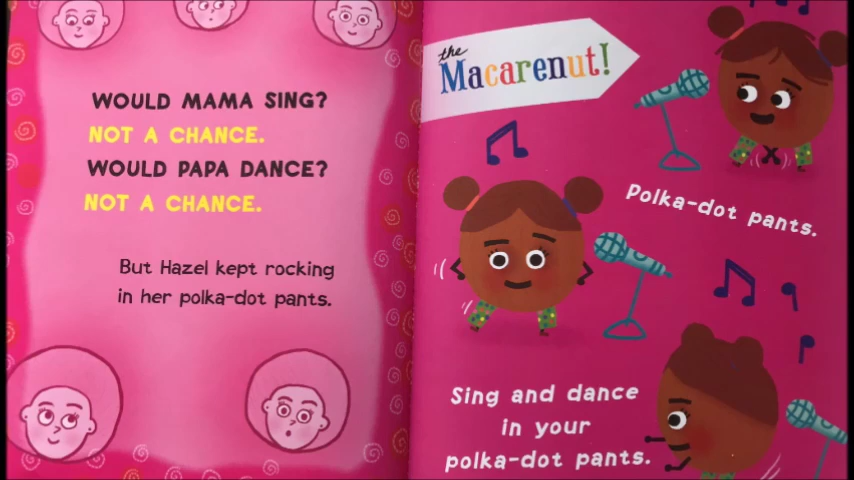 WOULD MAMA SING?
NOT A CHANCE.
WOULD PAPA DANCE?
NOT A CHANCE.
But Hazel kept rocking
in her polka-dot pants.
the
Macarenut!
Polka-dot pants.
Sing and dance
in your
polka-dot pants.